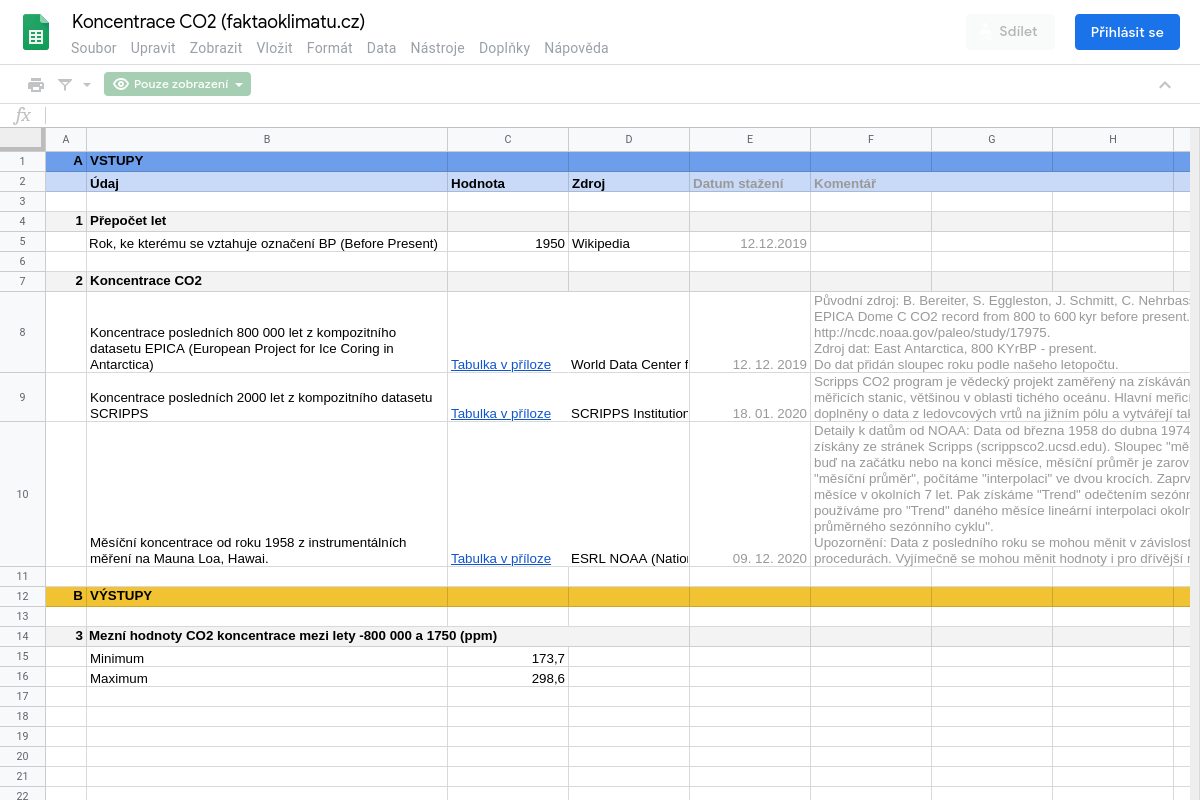 Koncentrace CO2 (faktaoklimatu.cz)
Soubor Upravit Zobrazit Vložit Formát Data Nástroje Doplňky Nápověda
Sdílet
Přihlásit se
Pouze zobrazení
fx
A B C D E F G H
1 A VSTUPY
2 Údaj Hodnota Zdroj Datum stažení Komentář
3
4 1 Přepočet let
5 Rok, ke kterému se vztahuje označení BP (Before Present) 1950 Wikipedia 12.12.2019
6
7 2 Koncentrace CO2
8
Koncentrace posledních 800 000 let z kompozitního
datasetu EPICA (European Project for Ice Coring in
Antarctica)
Tabulka v příloze
World Data Center f
12. 12. 2019
Původní zdroj: B. Bereiter, S. Eggleston, J. Schmitt, C. Nehrbas
EPICA Dome C CO2 record from 800 to 600 kyr before present.
http://ncdc.noaa.gov/paleo/study/17975.
Zdroj dat: East Antarctica, 800 KYrBP - present.
Do dat přidán sloupec roku podle našeho letopočtu.
9
Koncentrace posledních 2000 let z kompozitního datasetu
SCRIPPS
Tabulka v příloze
SCRIPPS Institution
18. 01. 2020
Scripps CO2 program je vědecký projekt zaměřený na získáván
měřicích stanic, většinou v oblasti tichého oceánu. Hlavní meřicí
doplněny o data z ledovcových vrtů na jižním pólu a vytvářejí tak
10
Měsíční koncentrace od roku 1958 z instrumentálních
měření na Mauna Loa, Hawai.
Tabulka v příloze
ESRL NOAA (Nation
09. 12. 2020
Detaily k datům od NOAA: Data od března 1958 do dubna 1974
získány ze stránek Scripps (scrippsco2.ucsd.edu). Sloupec "mě
buď na začátku nebo na konci měsíce, měsíční průměr je zarov
"měsíční průměr", počítáme "interpolaci" ve dvou krocích. Zaprv
měsíce v okolních 7 let. Pak získáme "Trend" odečtením sezónn
používáme pro "Trend" daného měsíce lineární interpolaci okoln
průměrného sezónního cyklu".
Upozornění: Data z posledního roku se mohou měnit v závislost
procedurách. Vyjímečně se mohou měnit hodnoty i pro dřívější r
11
12 B VÝSTUPY
13
14 3 Mezní hodnoty CO2 koncentrace mezi lety -800 000 a 1750 (ppm)
15 Minimum 173,7
16 Maximum 298,6
17
18
19
20
21
22